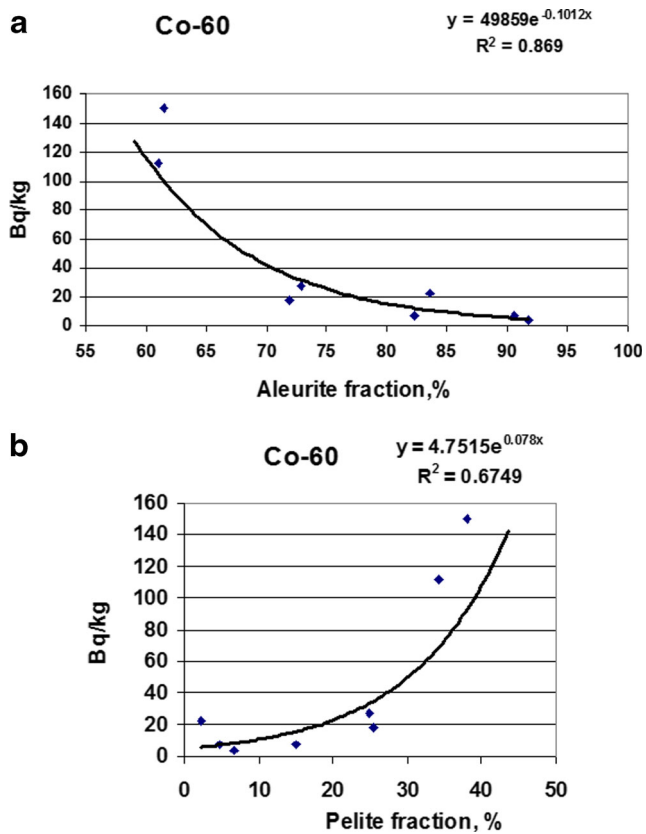 a
Co-60
y = 49859e^-0.1012x
R² = 0.869
160
140
120
100
80
60
40
20
0
Bq/kg
55 60 65 70 75 80 85 90 95 100
Aleurite fraction,%
b
Co-60
y = 4.7515e^0.078x
R² = 0.6749
160
140
120
100
80
60
40
20
0
Bq/kg
0 10 20 30 40 50
Pelite fraction, %